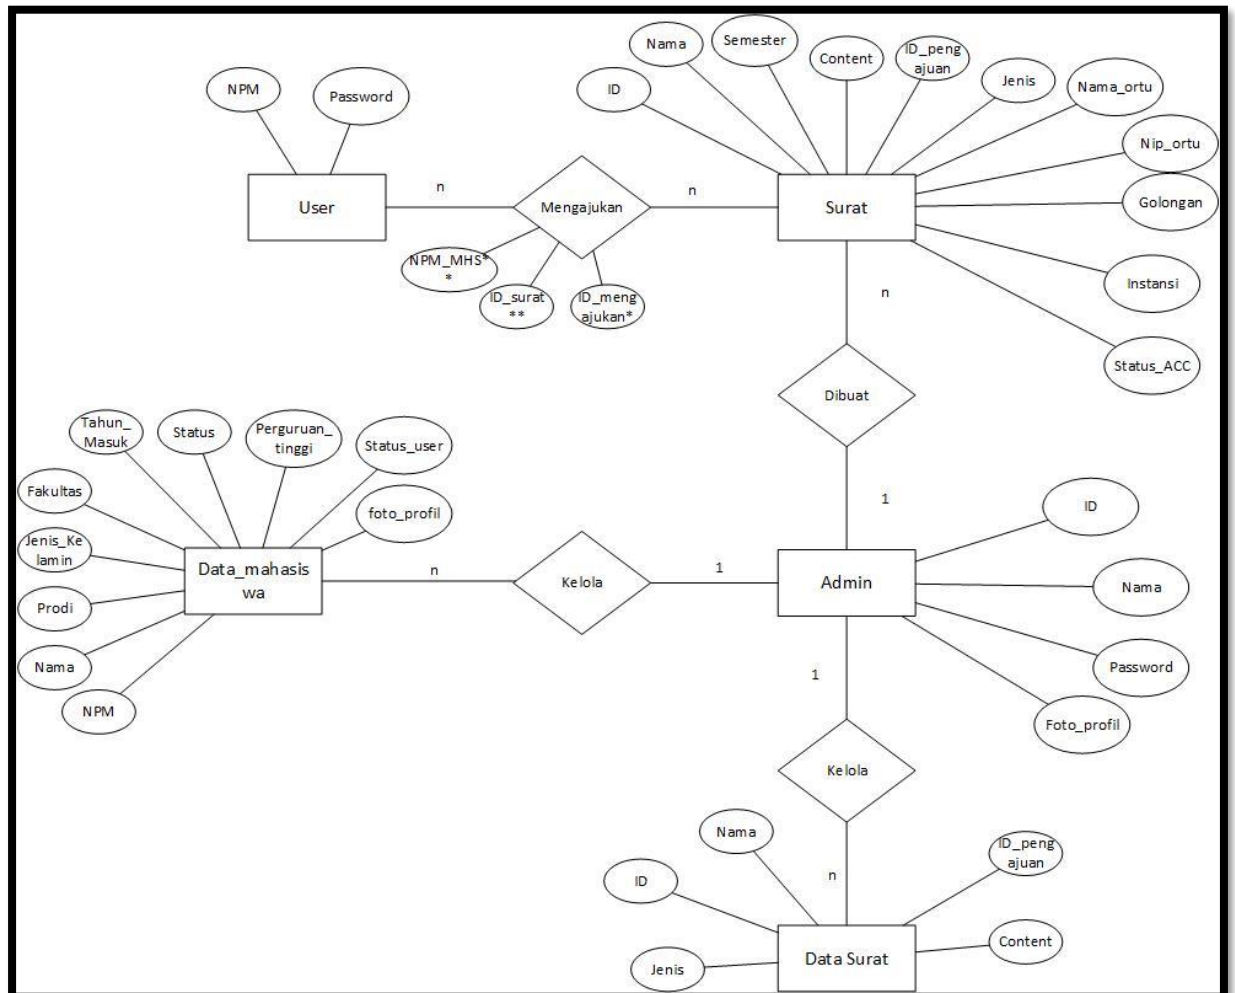 Nama
Semester
Content
ID_peng
ajuan
Jenis
Nama_ortu
ID
NPM
Password
Nip_ortu
Golongan
Instansi
Status_ACC
User
n
Mengajukan
n
Surat
NPM_MHS*
*
ID_surat
**
ID_meng
ajukan*
n
Dibuat
1
Tahun_
Masuk
Status
Perguruan_
tinggi
Status_user
foto_profil
Fakultas
Jenis_Ke
lamin
Prodi
Nama
NPM
Data_mahasis
wa
n
Kelola
1
Admin
ID
Nama
Password
Foto_profil
1
Kelola
n
Nama
ID
Jenis
ID_peng
ajuan
Content
Data Surat